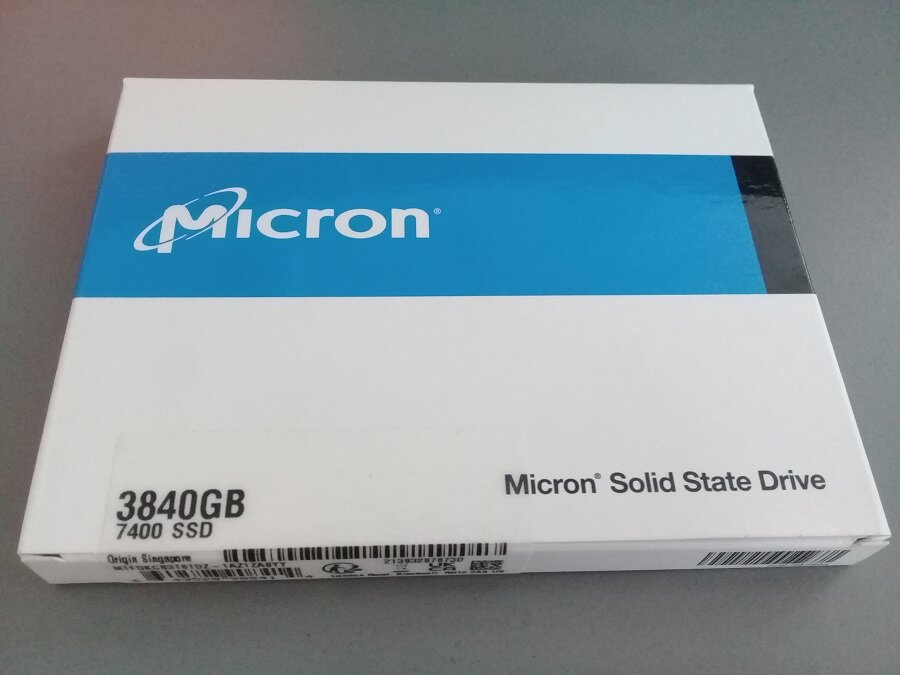 Micron®
Micron® Solid State Drive
3840GB
7400 SSD
Origin Singapore